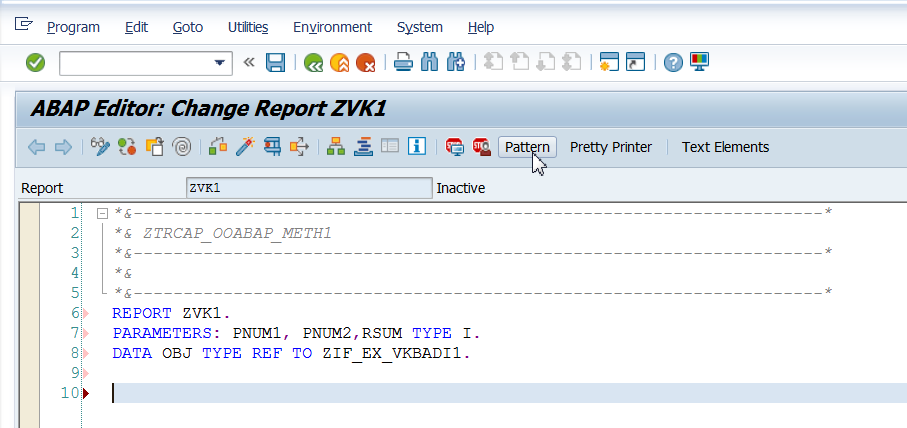 Program Edit Goto Utilities Environment System Help
ABAP Editor: Change Report ZVK1
Pattern Pretty Printer Text Elements
Report ZVK1 Inactive
1 *&---------------------------------------------------------------------*
2 *& ZTRCAP_OOABAP_METH1
3 *&---------------------------------------------------------------------*
4 *&
5 *&---------------------------------------------------------------------*
6 REPORT ZVK1.
7 PARAMETERS: PNUM1, PNUM2,RSUM TYPE I.
8 DATA OBJ TYPE REF TO ZIF_EX_VKBADI1.
9
10